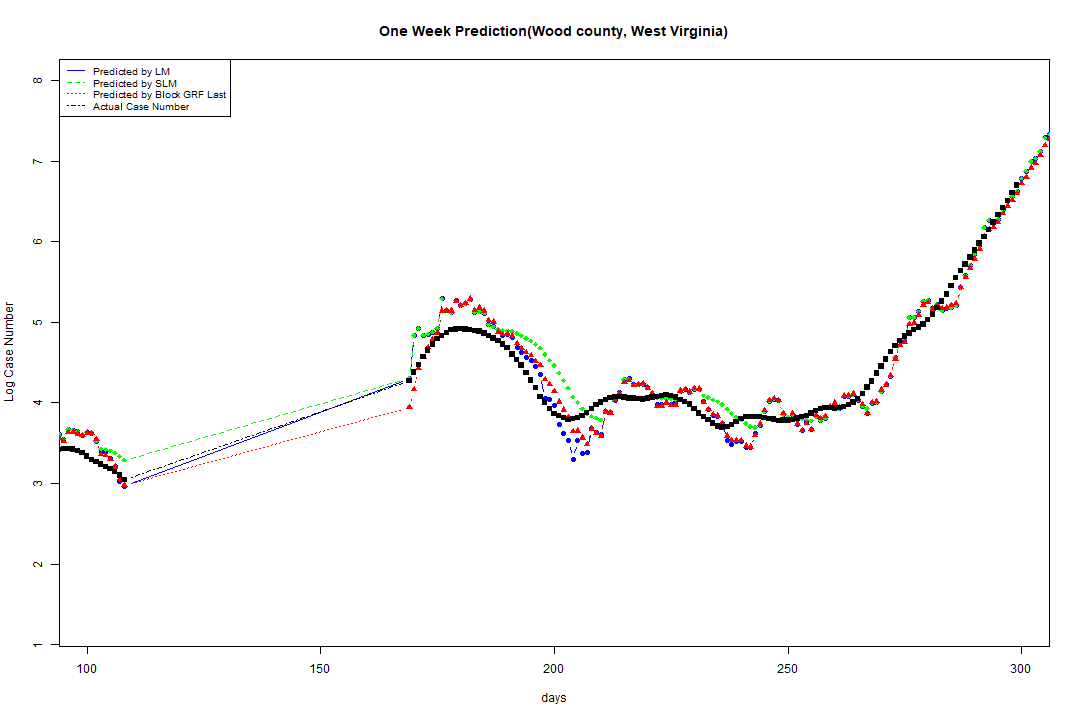 One Week Prediction(Wood county, West Virginia)
Predicted by LM
Predicted by SLM
Predicted by Block GRF Last
Actual Case Number
8
7
6
5
4
3
2
1
Log Case Number
100 150 200 250 300
days